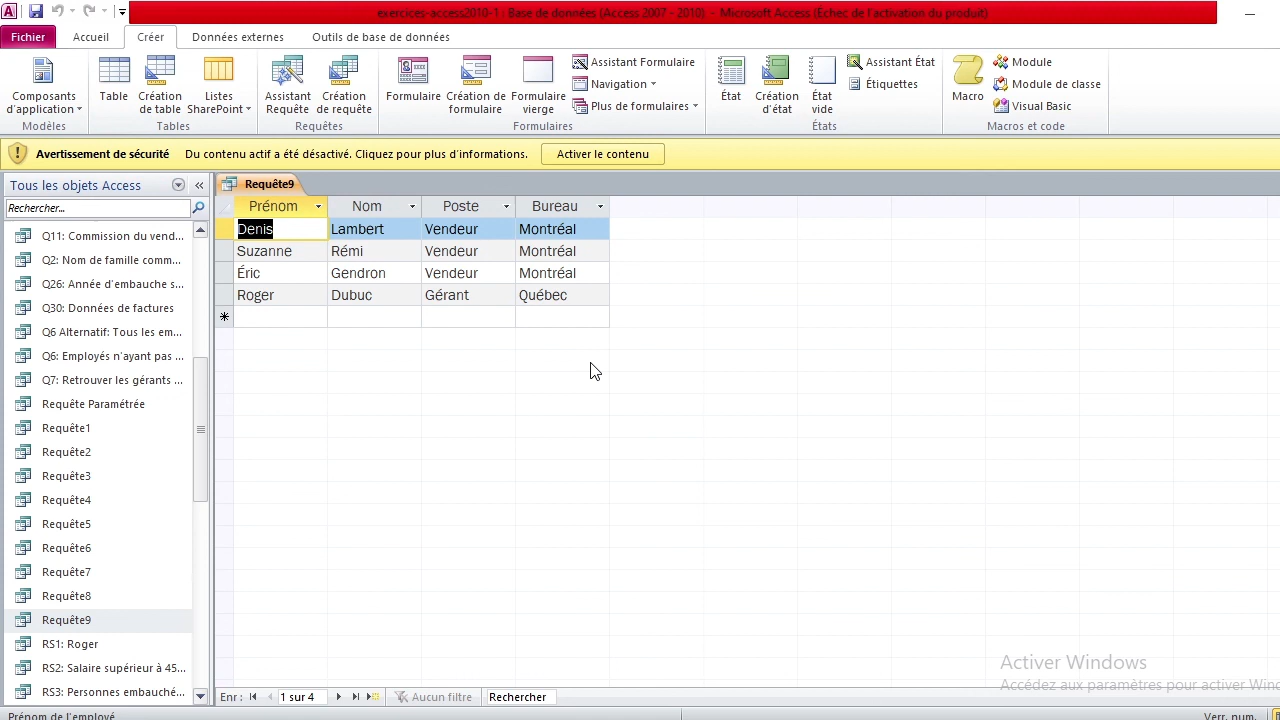 exercices-access2010-1 : Base de données (Access 2007 - 2010) - Microsoft Access (Échec de l'activation du produit)
Fichier Accueil Créer Données externes Outils de base de données
Composants d'application
Table
Création de table
Listes SharePoint
Assistant Requête
Création de requête
Formulaire
Création de formulaire
Formulaire vierge
Assistant Formulaire
Navigation
Plus de formulaires
État
Création d'état
État vide
Assistant État
Étiquettes
Macro
Module
Module de classe
Visual Basic
Modèles Tables Requêtes Formulaires États Macros et code
Avertissement de sécurité Du contenu actif a été désactivé. Cliquez pour plus d'informations. Activer le contenu
Tous les objets Access
Rechercher...
Q11: Commission du vend...
Q2: Nom de famille comm...
Q26: Année d'embauche s...
Q30: Données de factures
Q6 Alternatif: Tous les em...
Q6: Employés n'ayant pas ...
Q7: Retrouver les gérants ...
Requête Paramétrée
Requête1
Requête2
Requête3
Requête4
Requête5
Requête6
Requête7
Requête8
Requête9
RS1: Roger
RS2: Salaire supérieur à 45...
RS3: Personnes embauché...
Requête9
Prénom Nom Poste Bureau
Denis Lambert Vendeur Montréal
Suzanne Rémi Vendeur Montréal
Éric Gendron Vendeur Montréal
Roger Dubuc Gérant Québec
Activer Windows
Accédez aux paramètres pour activer Win
Enr : 1 sur 4 Aucun filtre Rechercher
Prénom de l'employé Verr. num.